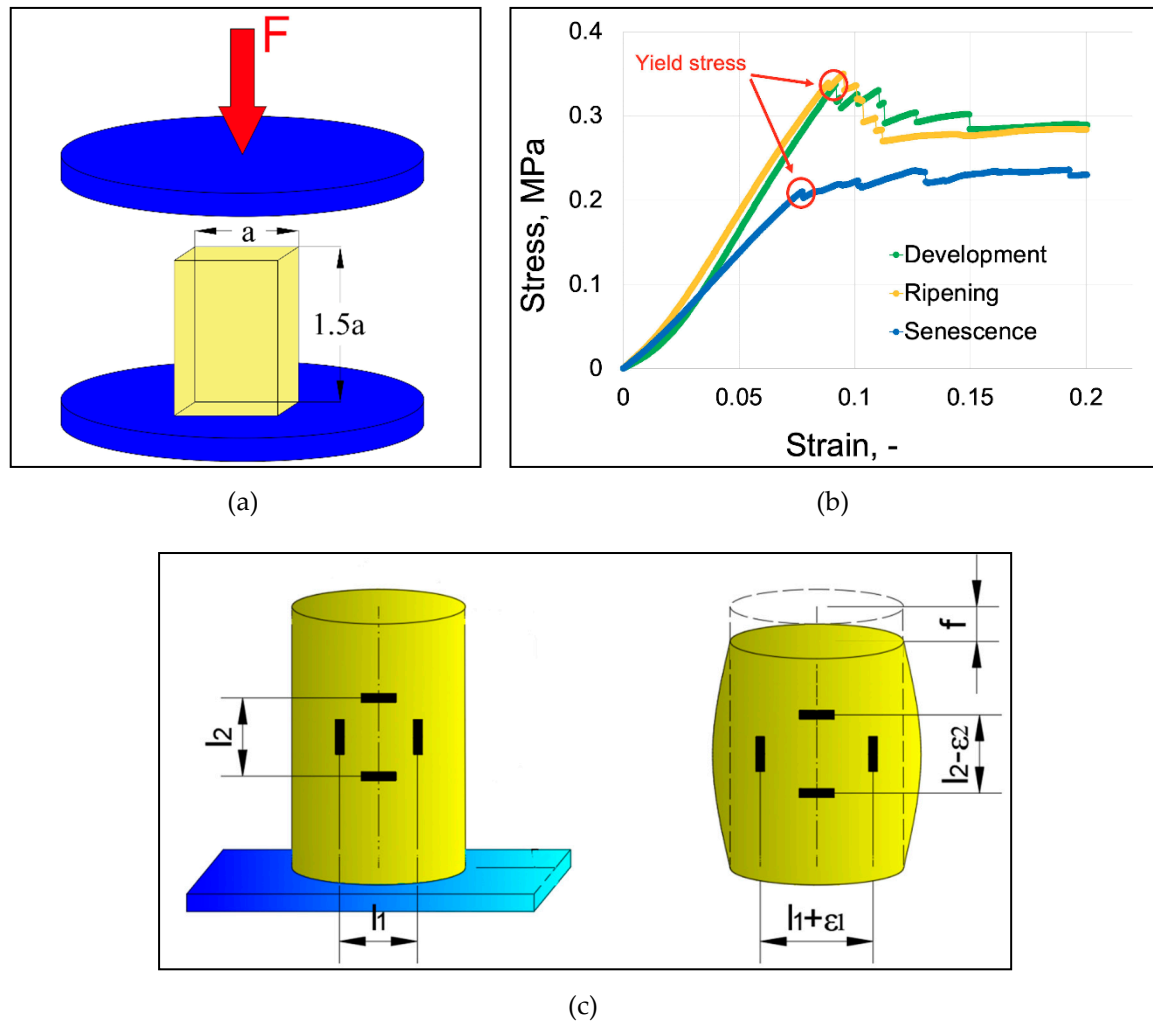 F
a
1.5a
(a)
Yield stress
Stress, MPa
0.4
0.3
0.2
0.1
0
0
0.05
0.1
0.15
0.2
Development
Ripening
Senescence
Strain, -
(b)
l2
l1
f
l2-ε2
l1+ε1
(c)